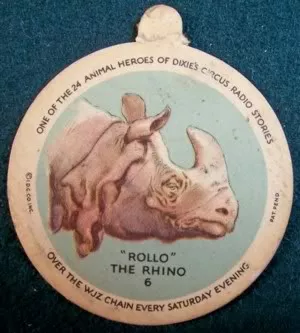 ONE OF THE 24 ANIMAL HEROES OF DIXIE'S CIRCUS RADIO STORIES
PAT. PEND.
"ROLLO"
THE RHINO
6
OVER THE WJZ CHAIN EVERY SATURDAY EVENING